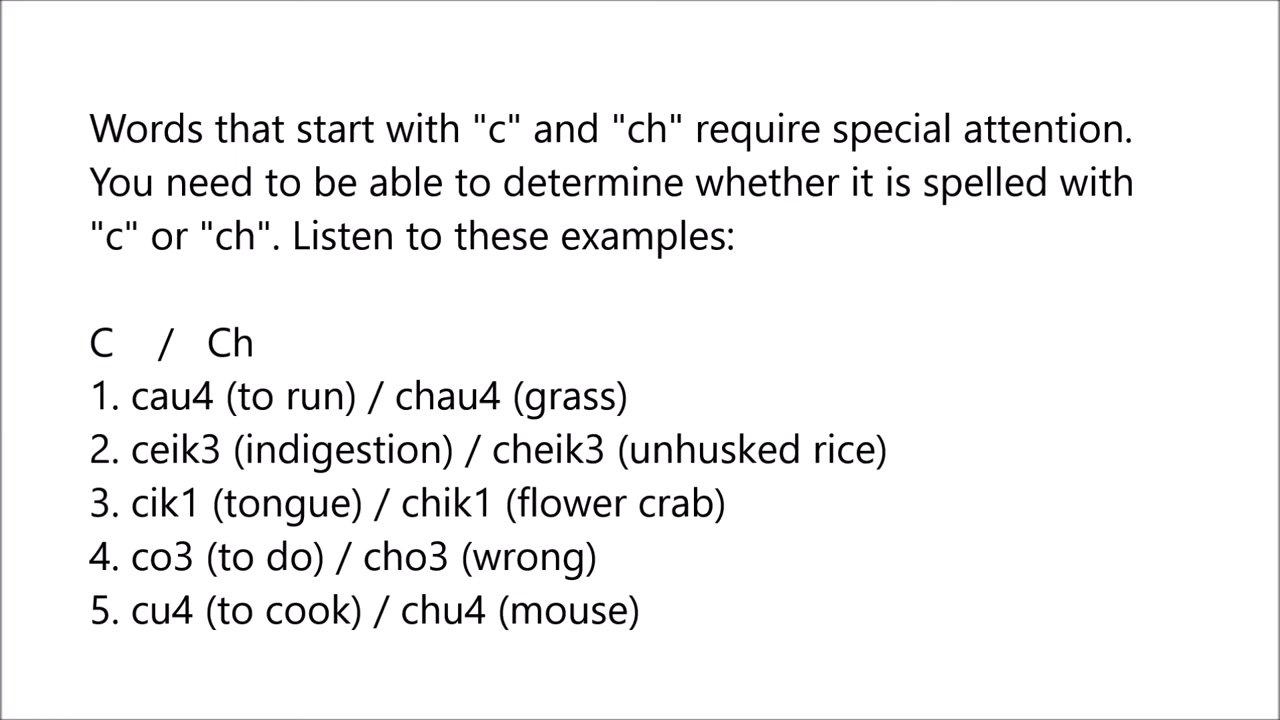 Words that start with "c" and "ch" require special attention.
You need to be able to determine whether it is spelled with
"c" or "ch". Listen to these examples:
C / Ch
1. cau4 (to run) / chau4 (grass)
2. ceik3 (indigestion) / cheik3 (unhusked rice)
3. cik1 (tongue) / chik1 (flower crab)
4. co3 (to do) / cho3 (wrong)
5. cu4 (to cook) / chu4 (mouse)